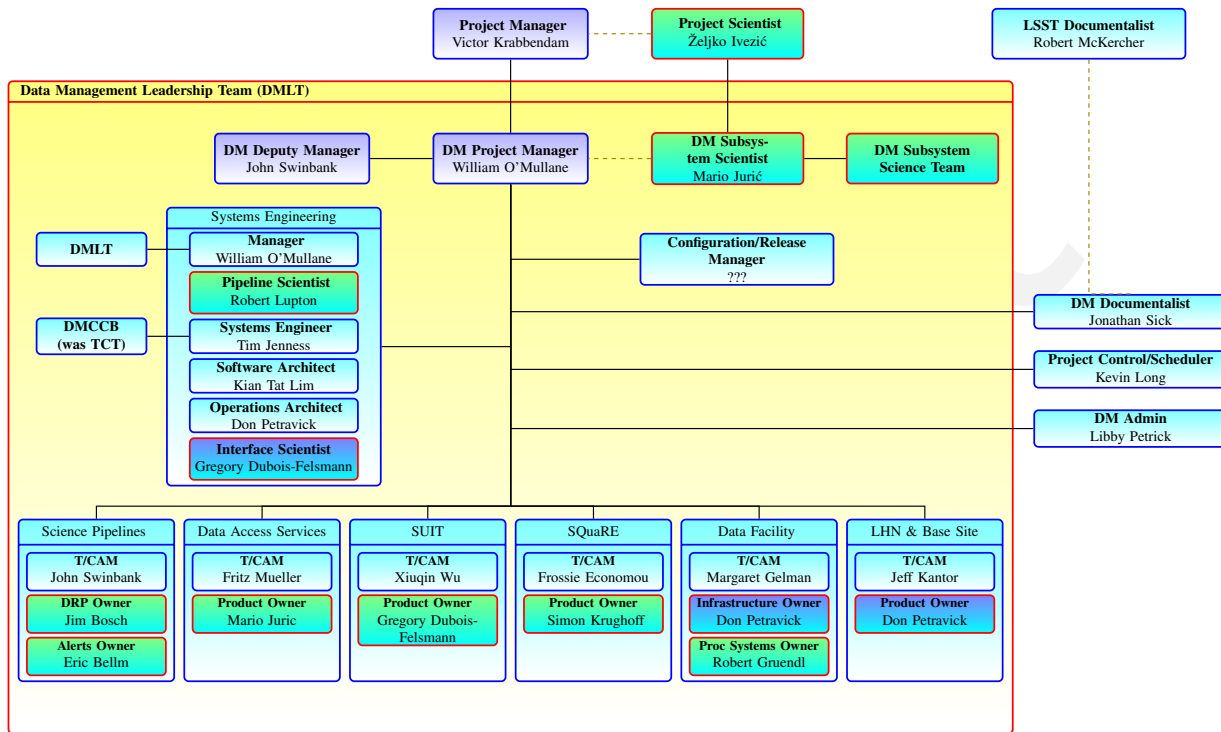 Project Manager
Victor Krabbendam
Project Scientist
Željko Ivezić
LSST Documentalist
Robert McKercher
Data Management Leadership Team (DMLT)
DM Deputy Manager
John Swinbank
DM Project Manager
William O'Mullane
DM Subsys-
tem Scientist
Mario Jurić
DM Subsystem
Science Team
Systems Engineering
DMLT
Manager
William O'Mullane
Configuration/Release
Manager
???
Pipeline Scientist
Robert Lupton
DM Documentalist
Jonathan Sick
DMCCB
(was TCT)
Systems Engineer
Tim Jenness
Software Architect
Kian Tat Lim
Project Control/Scheduler
Kevin Long
Operations Architect
Don Petravick
DM Admin
Libby Petrick
Interface Scientist
Gregory Dubois-Felsmann
Science Pipelines
T/CAM
John Swinbank
DRP Owner
Jim Bosch
Alerts Owner
Eric Bellm
Data Access Services
T/CAM
Fritz Mueller
Product Owner
Mario Juric
SUIT
T/CAM
Xiuqin Wu
Product Owner
Gregory Dubois-
Felsmann
SQuaRE
T/CAM
Frossie Economou
Product Owner
Simon Krughoff
Data Facility
T/CAM
Margaret Gelman
Infrastructure Owner
Don Petravick
Proc Systems Owner
Robert Gruendl
LHN & Base Site
T/CAM
Jeff Kantor
Product Owner
Don Petravick